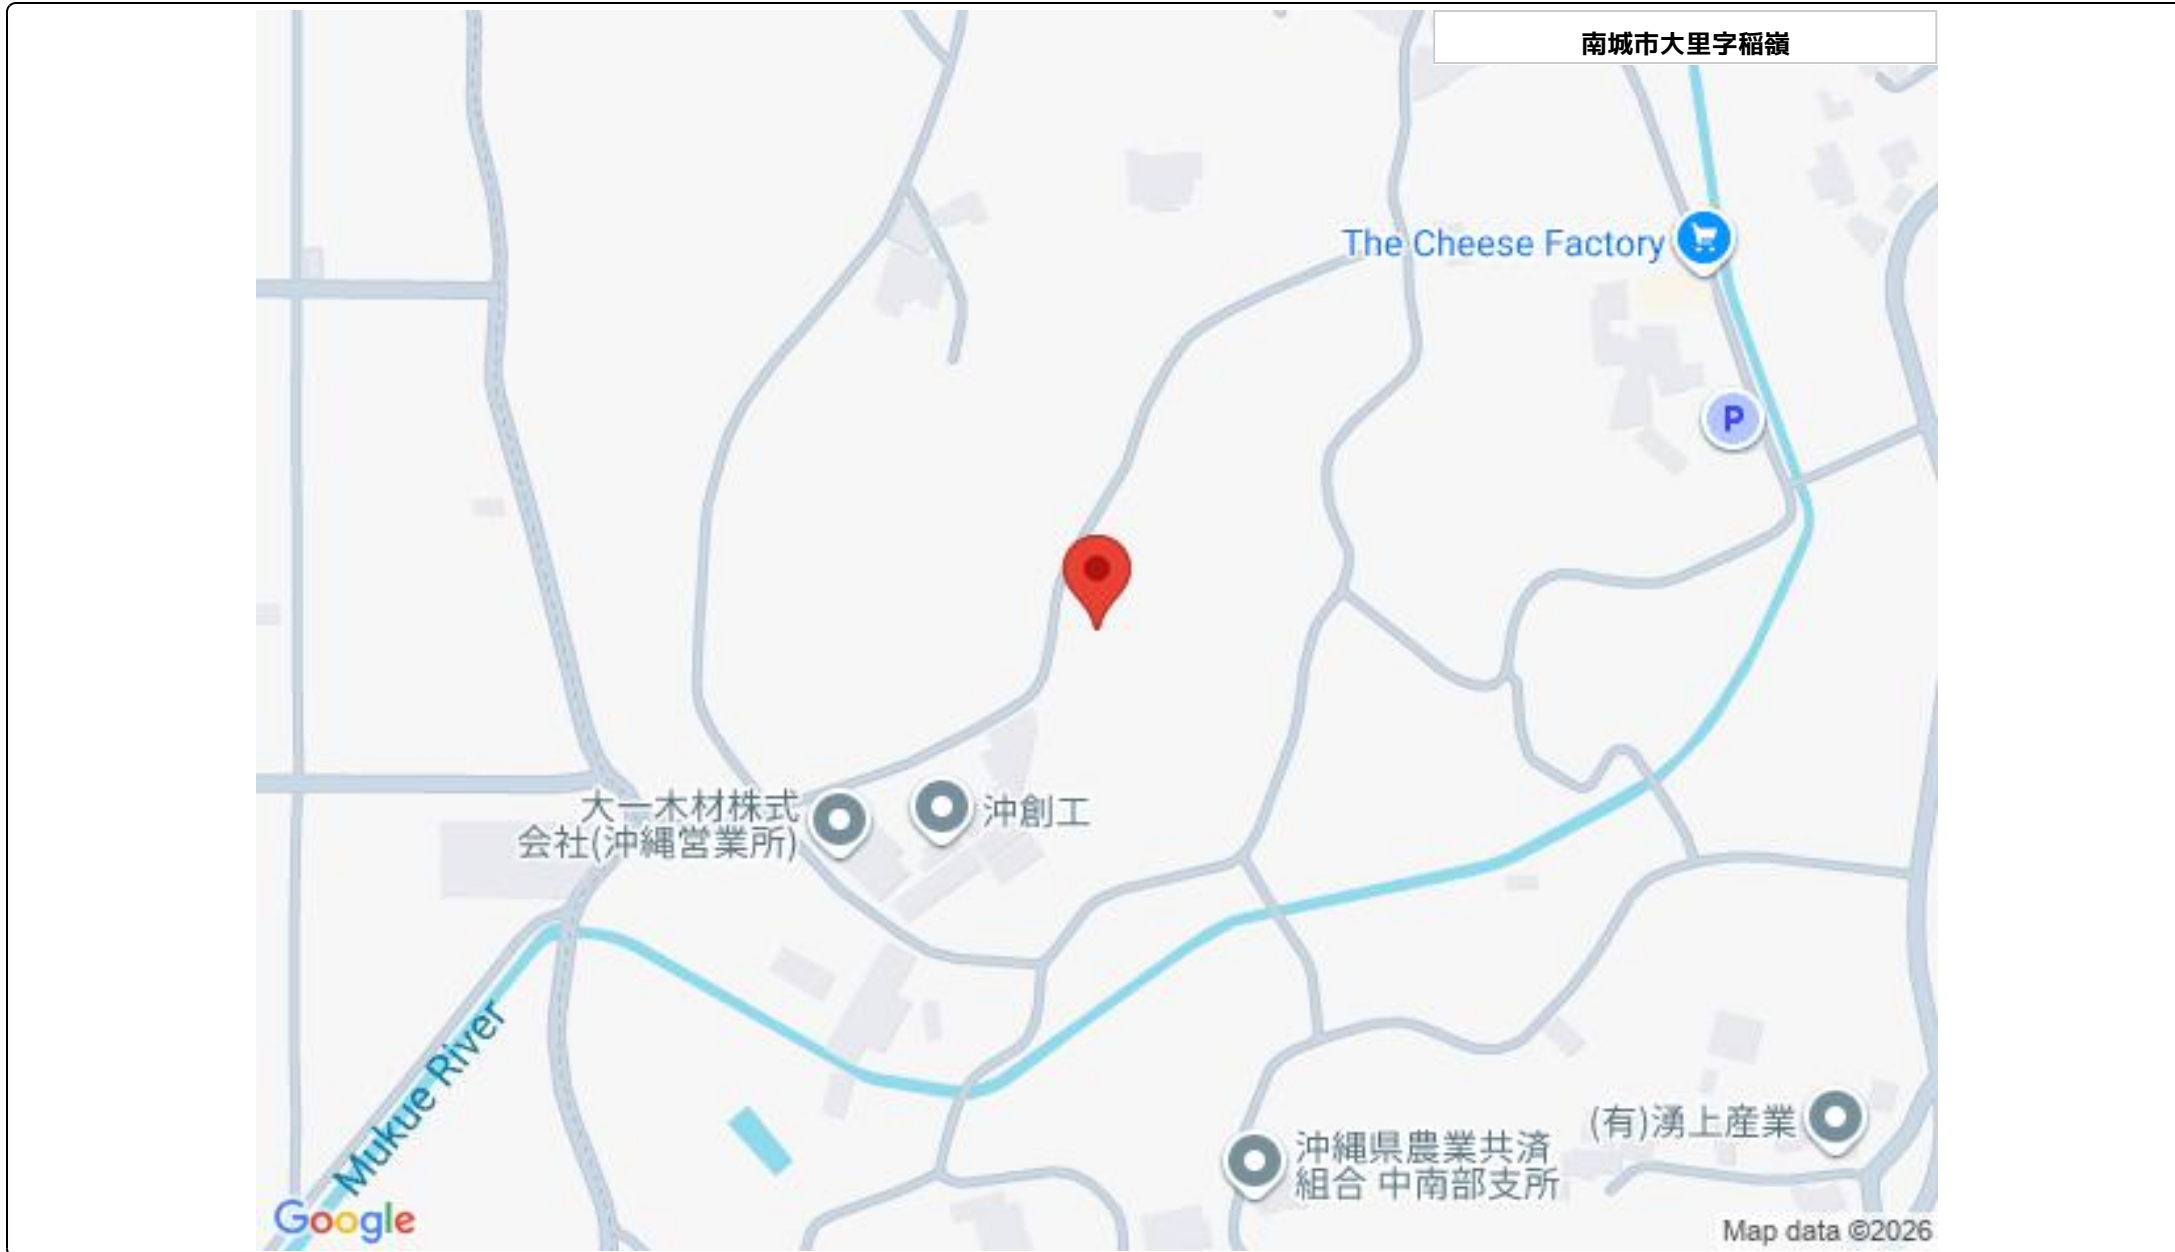 南城市大里字稲嶺
The Cheese Factory
P
大一木材株式
会社(沖縄営業所)
沖創工
Mukue River
(有)湧上産業
沖縄県農業共済
組合 中南部支所
Google
Map data ©2026